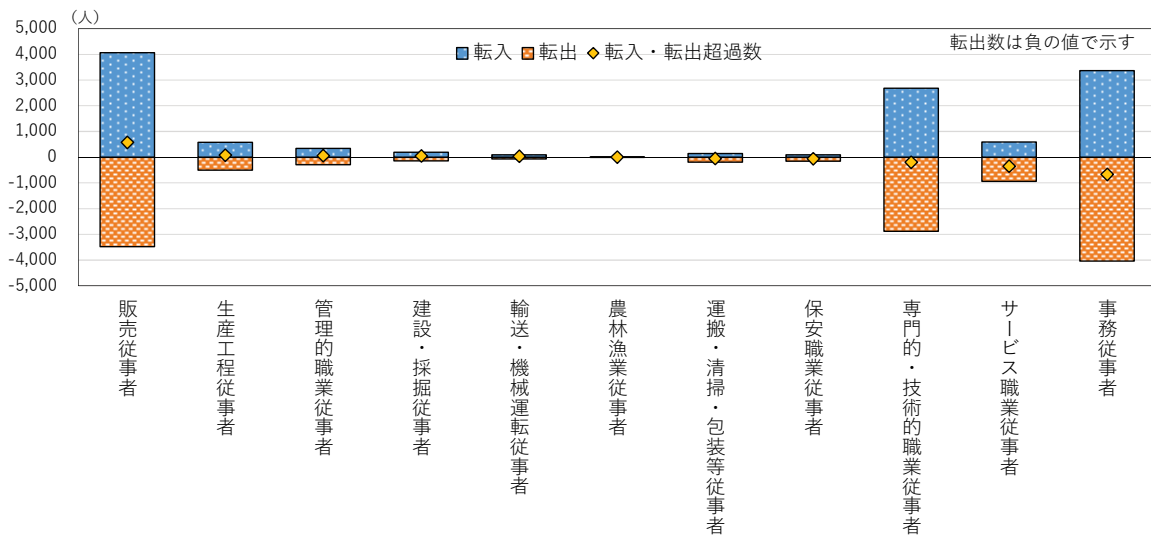 （人）
5,000
4,000
3,000
2,000
1,000
0
-1,000
-2,000
-3,000
-4,000
-5,000
転出数は負の値で示す
転入 転出 転入・転出超過数
販売従事者
生産工程従事者
管理的職業従事者
建設・採掘従事者
輸送・機械運転従事者
農林漁業従事者
運搬・清掃・包装等従事者
保安職業従事者
専門的・技術的職業従事者
サービス職業従事者
事務従事者